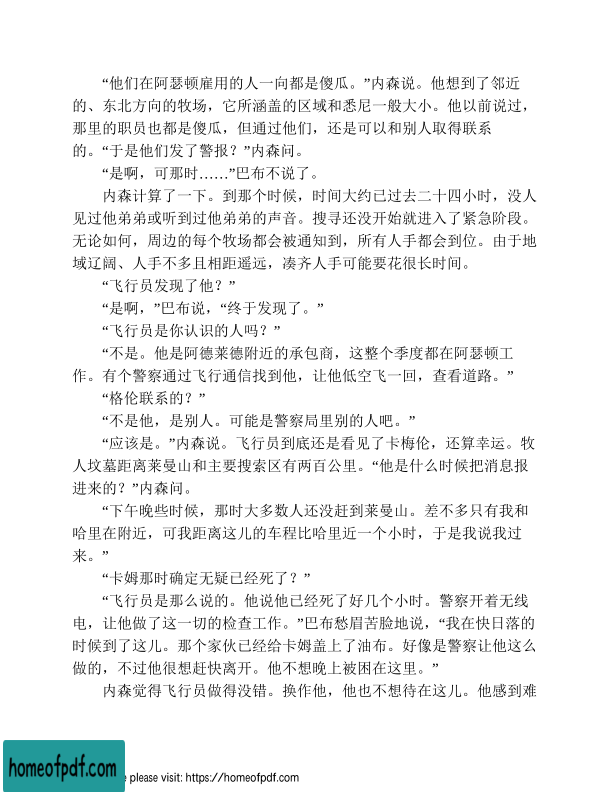 “他们在阿瑟顿雇用的人一向都是傻瓜。”内森说。他想到了邻近
的、东北方向的牧场，它所涵盖的区域和悉尼一般大小。他以前说过，
那里的职员也都是傻瓜，但通过他们，还是可以和别人取得联系
的。“于是他们发了警报？”内森问。
“是啊，可那时……”巴布不说了。
内森计算了一下。到那个时候，时间大约已过去二十四小时，没人
见过他弟弟或听到过他弟弟的声音。搜寻还没开始就进入了紧急阶段。
无论如何，周边的每个牧场都会被通知到，所有人手都会到位。由于地
域辽阔、人手不多且相距遥远，凑齐人手可能要花很长时间。
“飞行员发现了他？”
“是啊，”巴布说，“终于发现了。”
“飞行员是你认识的人吗？”
“不是。他是阿德莱德附近的承包商，这整个季度都在阿瑟顿工
作。有个警察通过飞行通信找到他，让他低空飞一回，查看道路。”
“格伦联系的？”
“不是他，是别人。可能是警察局里别的人吧。”
“应该是。”内森说。飞行员到底还是看见了卡梅伦，还算幸运。牧
人坟墓距离莱曼山和主要搜索区有两百公里。“他是什么时候把消息报
进来的？”内森问。
“下午晚些时候，那时大多数人还没赶到莱曼山。差不多只有我和
哈里在附近，可我距离这儿的车程比哈里近一个小时，于是我说我过
来。”
“卡姆那时确定无疑已经死了？”
“飞行员是那么说的。他说他已经死了好几个小时。警察开着无线
电，让他做了这一切的检查工作。”巴布愁眉苦脸地说，“我在快日落的
时候到了这儿。那个家伙已经给卡姆盖上了油布。好像是警察让他这么
做的，不过他很想赶快离开。他不想晚上被困在这里。”
内森觉得飞行员做得没错。换作他，他也不想待在这儿。他感到难
homeofpdf.com
e please visit: https://homeofpdf.com